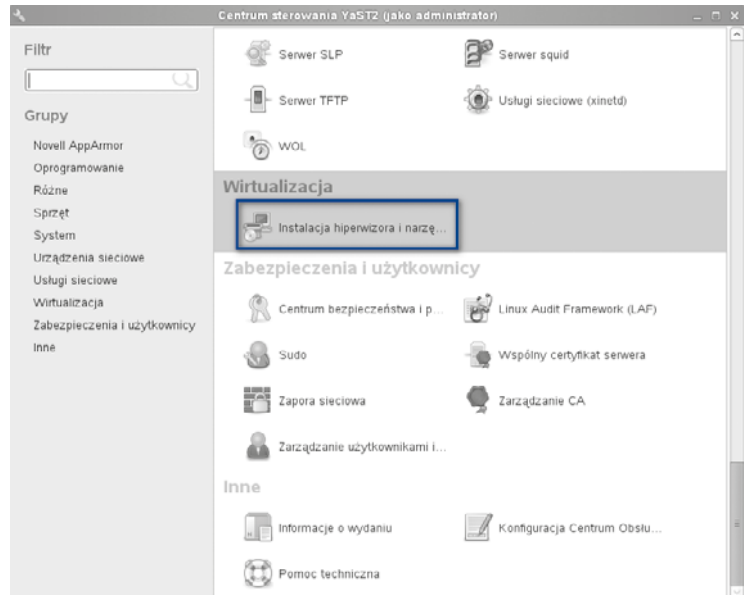 Centrum sterowania YaST2 (jako administrator)
Filtr
Grupy
Novell AppArmor
Oprogramowanie
Różne
Sprzęt
System
Urządzenia sieciowe
Usługi sieciowe
Wirtualizacja
Zabezpieczenia i użytkownicy
Inne
Serwer SLP
Serwer squid
Serwer TFTP
Usługi sieciowe (xinetd)
WOL
Wirtualizacja
Instalacja hiperwizora i narzę...
Zabezpieczenia i użytkownicy
Centrum bezpieczeństwa i p...
Linux Audit Framework (LAF)
Sudo
Wspólny certyfikat serwera
Zapora sieciowa
Zarządzanie CA
Zarządzanie użytkownikami i...
Inne
Informacje o wydaniu
Konfiguracja Centrum Obsłu...
Pomoc techniczna